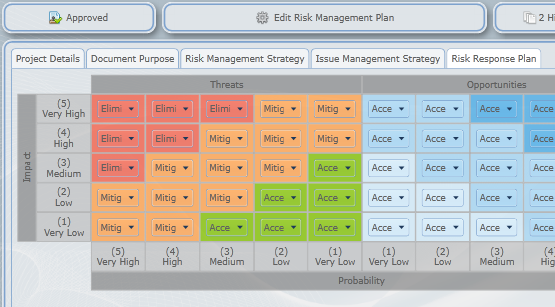 Approved
Edit Risk Management Plan
2 Hi
Project Details
Document Purpose
Risk Management Strategy
Issue Management Strategy
Risk Response Plan
Threats
Opportunities
Impact
(5)
Very High
Elimi
Elimi
Elimi
Mitig
Mitig
Acce
Acce
Acce
Acce
(4)
High
Elimi
Elimi
Mitig
Mitig
Mitig
Acce
Acce
Acce
Acce
(3)
Medium
Elimi
Mitig
Mitig
Mitig
Acce
Acce
Acce
Acce
Acce
(2)
Low
Mitig
Mitig
Mitig
Acce
Acce
Acce
Acce
Acce
Acce
(1)
Very Low
Mitig
Mitig
Acce
Acce
Acce
Acce
Acce
Acce
Acce
(5)
Very High
(4)
High
(3)
Medium
(2)
Low
(1)
Very Low
(1)
Very Low
(2)
Low
(3)
Medium
(4)
High
Probability